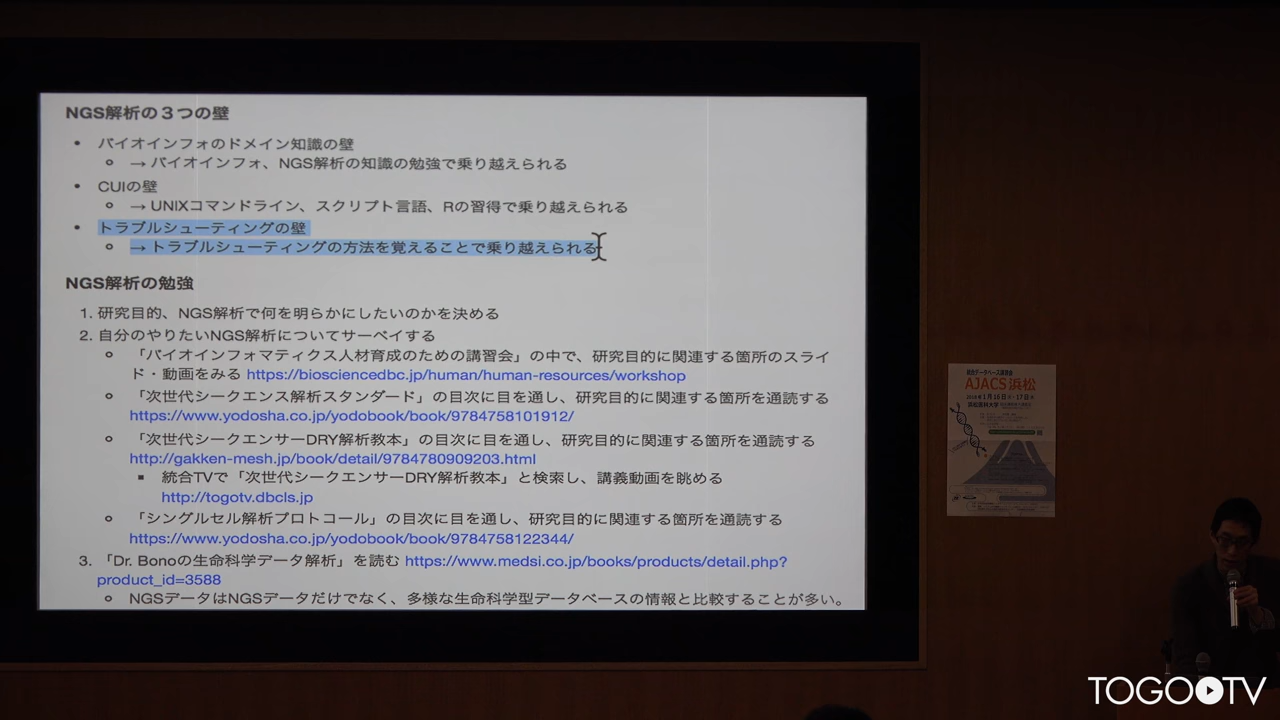 NGS解析の３つの壁
• バイオインフォのドメイン知識の壁
→ バイオインフォ、NGS解析の知識の勉強で乗り越えられる
• CUIの壁
→ UNIXコマンドライン、スクリプト言語、Rの習得で乗り越えられる
• トラブルシューティングの壁
→ トラブルシューティングの方法を覚えることで乗り越えられる
NGS解析の勉強
1. 研究目的、NGS解析で何を明らかにしたいのかを決める
2. 自分のやりたいNGS解析についてサーベイする
「バイオインフォマティクス人材育成のための講習会」の中で、研究目的に関連する箇所のスライ
ド・動画をみる https://biosciencedbc.jp/human/human-resources/workshop
「次世代シークエンス解析スタンダード」の目次に目を通し、研究目的に関連する箇所を通読する
https://www.yodosha.co.jp/yodobook/book/9784758101912/
「次世代シークエンサーDRY解析教本」の目次に目を通し、研究目的に関連する箇所を通読する
http://gakken-mesh.jp/book/detail/9784780909203.html
統合TVで「次世代シークエンサーDRY解析教本」と検索し、講義動画を眺める
http://togotv.dbcls.jp
「シングルセル解析プロトコール」の目次に目を通し、研究目的に関連する箇所を通読する
https://www.yodosha.co.jp/yodobook/book/9784758122344/
3. 「Dr. Bonoの生命科学データ解析」を読む https://www.medsi.co.jp/books/products/detail.php?
product_id=3588
NGSデータはNGSデータだけでなく、多様な生命科学型データベースの情報と比較することが多い。
統合データベース講習会
AJACS浜松
浜松医科大学
TOGOTV